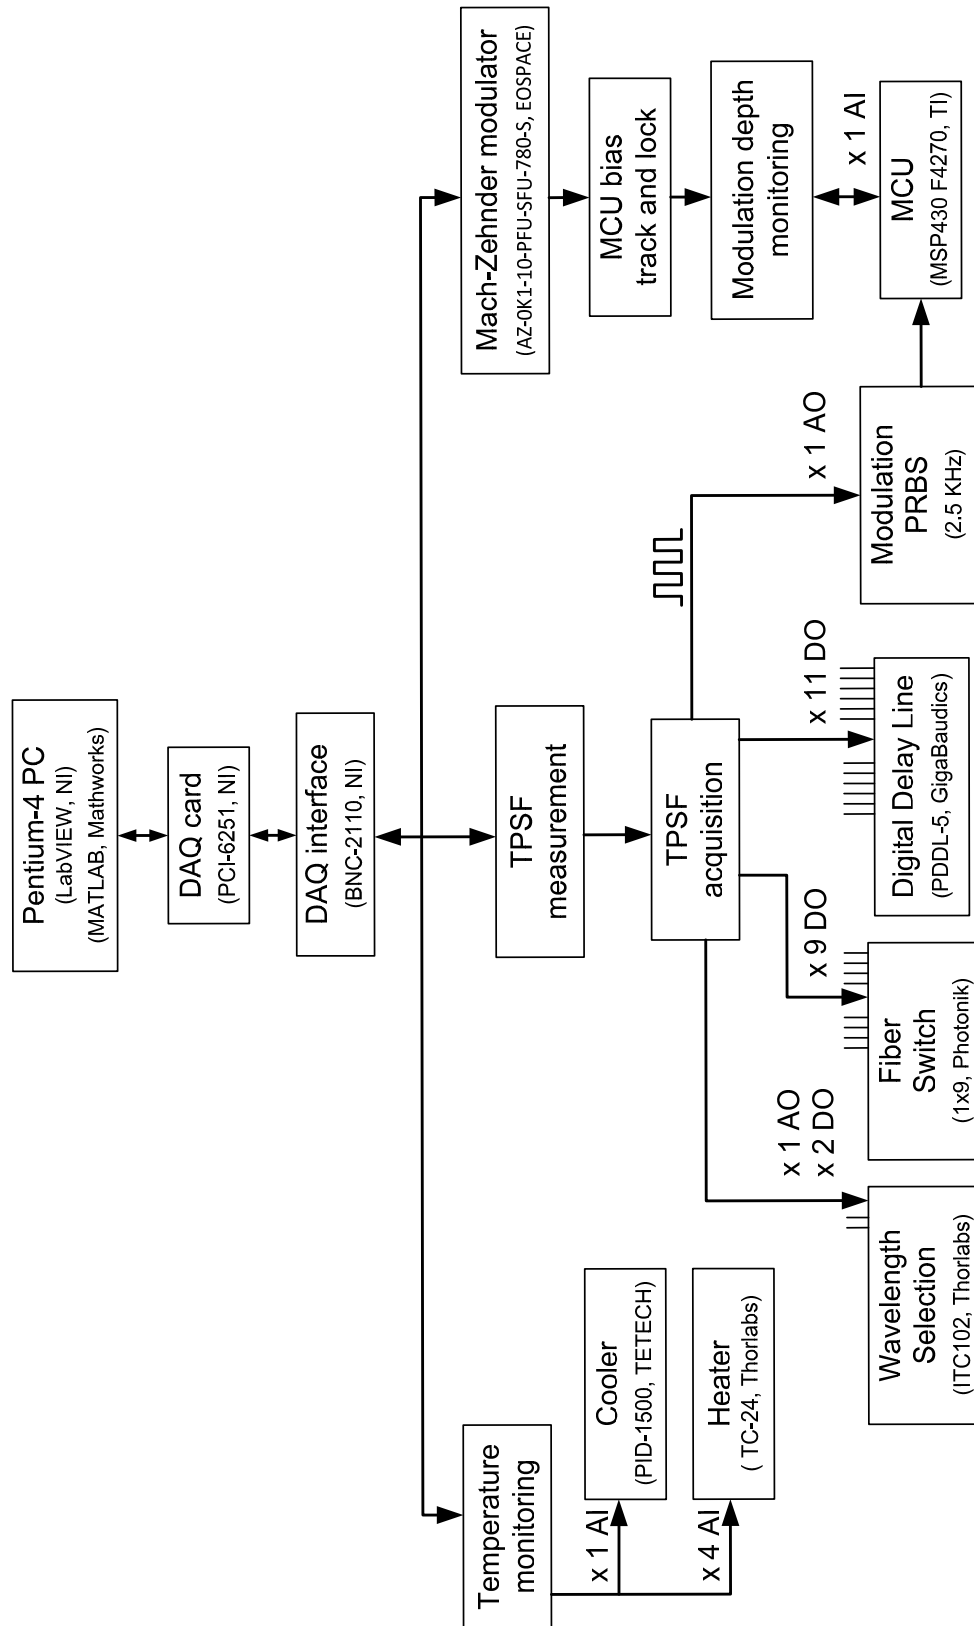 Pentium-4 PC
(LabVIEW, NI)
(MATLAB, Mathworks)
DAQ card
(PCI-6251, NI)
DAQ interface
(BNC-2110, NI)
Temperature
monitoring
x 1 AI
Cooler
(PID-1500, TETECH)
x 4 AI
Heater
( TC-24, Thorlabs)
TPSF
measurement
TPSF
acquisition
x 1 AO
x 2 DO
x 9 DO
x 11 DO
x 1 AO
Wavelength
Selection
(ITC102, Thorlabs)
Fiber
Switch
(1x9, Photonik)
Digital Delay Line
(PDDL-5, GigaBaudics)
Modulation
PRBS
(2.5 KHz)
Mach-Zehnder modulator
(AZ-0K1-10-PFU-SFU-780-S, EOSPACE)
MCU bias
track and lock
Modulation depth
monitoring
x 1 AI
MCU
(MSP430 F4270, TI)